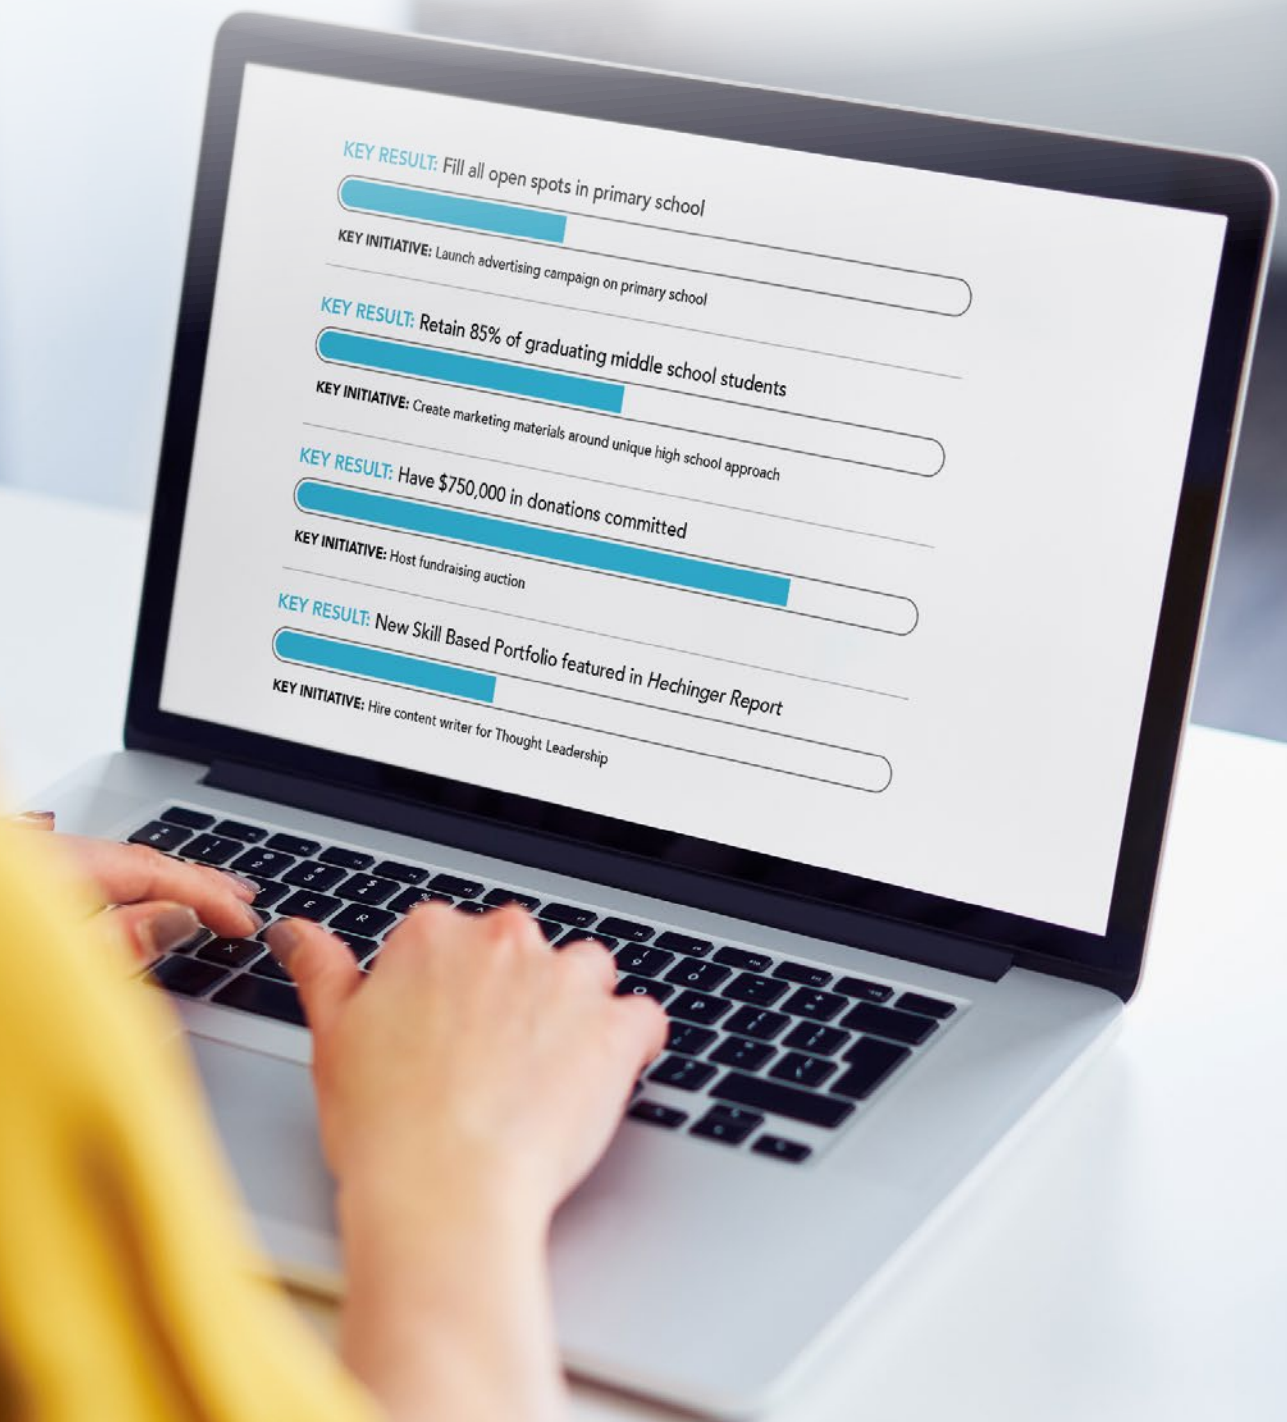 KEY RESULT: Fill all open spots in primary school
KEY INITIATIVE: Launch advertising campaign on primary school
KEY RESULT: Retain 85% of graduating middle school students
KEY INITIATIVE: Create marketing materials around unique high school approach
KEY RESULT: Have $750,000 in donations committed
KEY INITIATIVE: Host fundraising auction
KEY RESULT: New Skill Based Portfolio featured in Hechinger Report
KEY INITIATIVE: Hire content writer for Thought Leadership